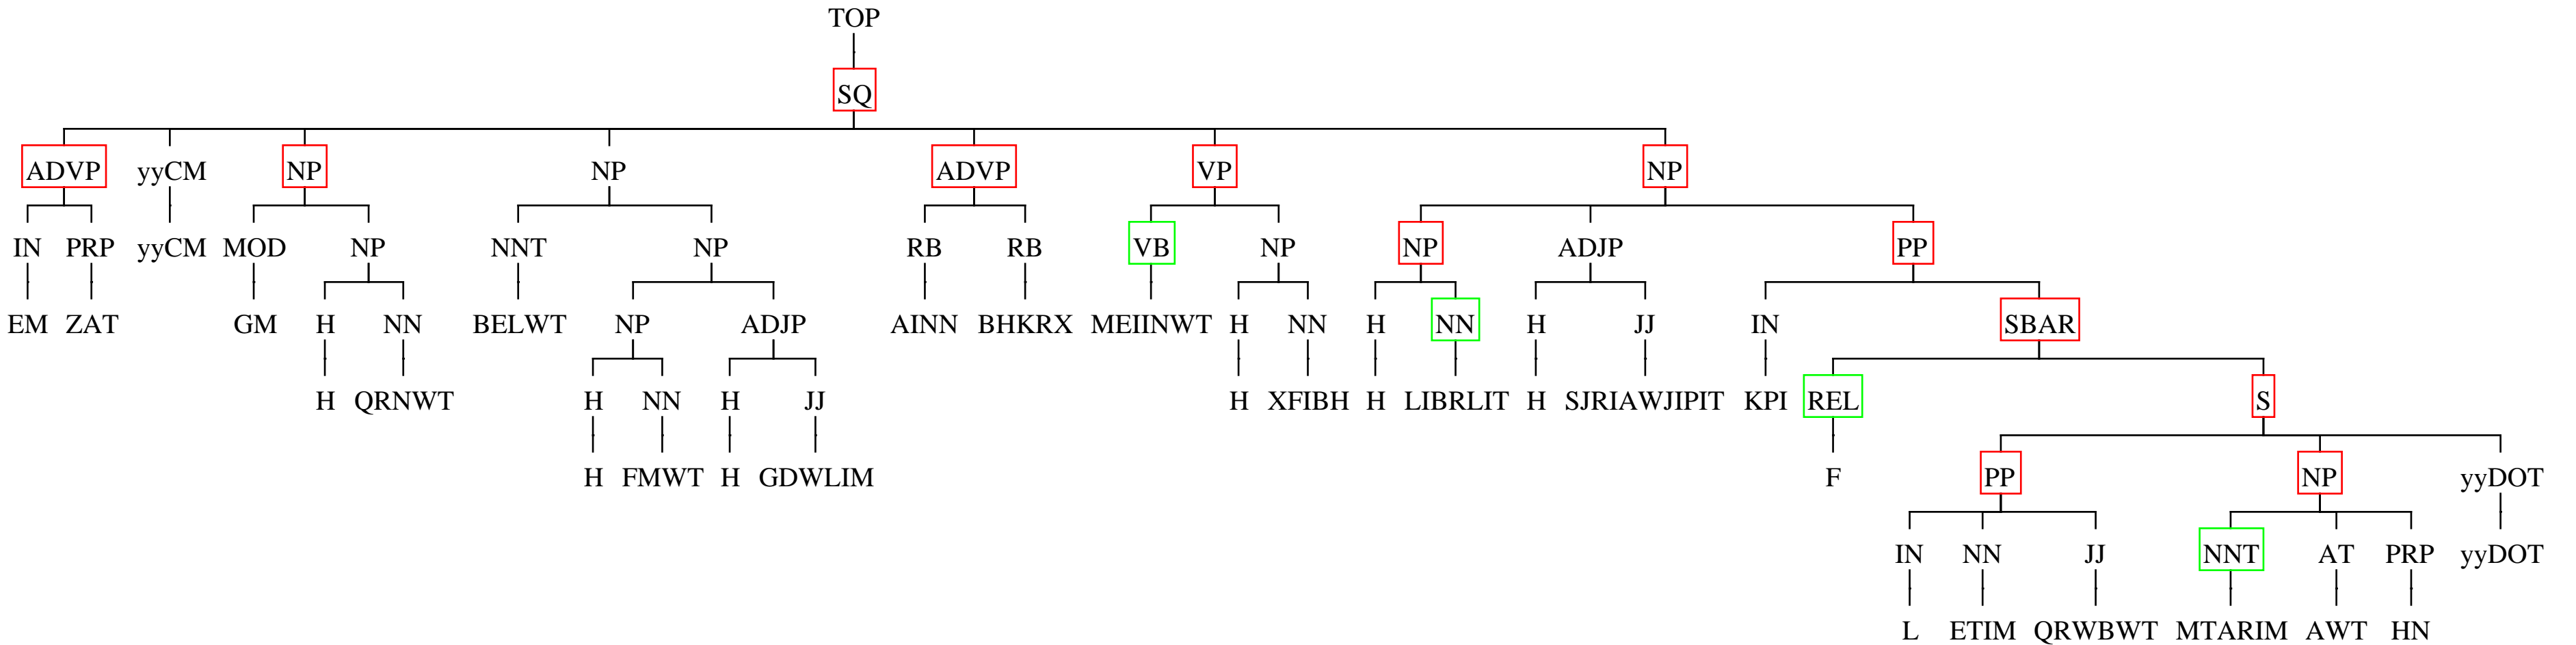 TOP
SQ
ADVP yyCM NP NP ADVP VP NP
IN PRP yyCM MOD NP NNT NP RB RB VB NP NP ADJP PP
EM ZAT GM H NN BELWT NP ADJP AINN BHKRX MEIINWT H NN H NN H JJ IN SBAR
H QRNWT H NN H JJ H XFIBH H LIBRLIT H SJRIAWJIPIT KPI REL S
H FMWT H GDWLIM F PP NP yyDOT
IN NN JJ NNT AT PRP yyDOT
L ETIM QRWBWT MTARIM AWT HN